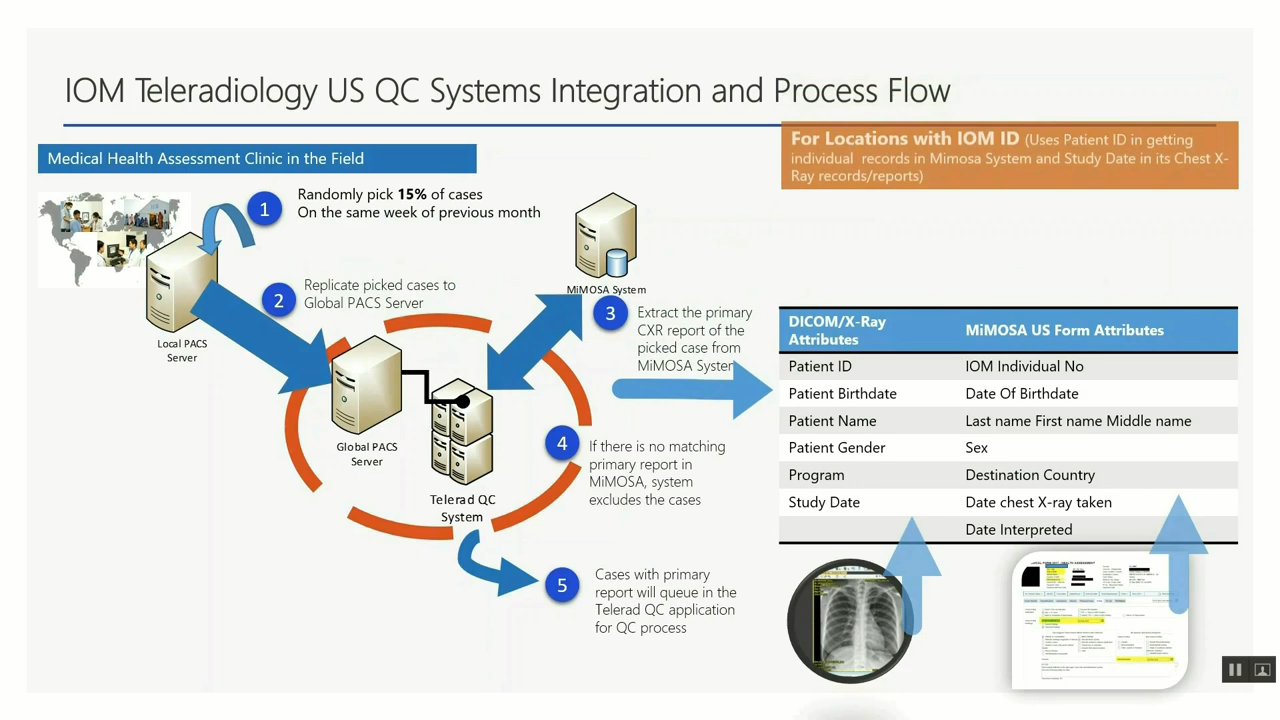 IOM Teleradiology US QC Systems Integration and Process Flow
Medical Health Assessment Clinic in the Field
For Locations with IOM ID (Uses Patient ID in getting
individual records in Mimosa System and Study Date in its Chest X-
Ray records/reports)
1
Randomly pick 15% of cases
On the same week of previous month
Local PACS
Server
2
Replicate picked cases to
Global PACS Server
Global PACS
Server
MiMOSA System
3
Extract the primary
CXR report of the
picked case from
MiMOSA System
Telerad QC
System
4
If there is no matching
primary report in
MiMOSA, system
excludes the cases
5
Cases with primary
report will queue in the
Telerad QC application
for QC process
DICOM/X-Ray
Attributes
MiMOSA US Form Attributes
Patient ID IOM Individual No
Patient Birthdate Date Of Birthdate
Patient Name Last name First name Middle name
Patient Gender Sex
Program Destination Country
Study Date Date chest X-ray taken
Date Interpreted